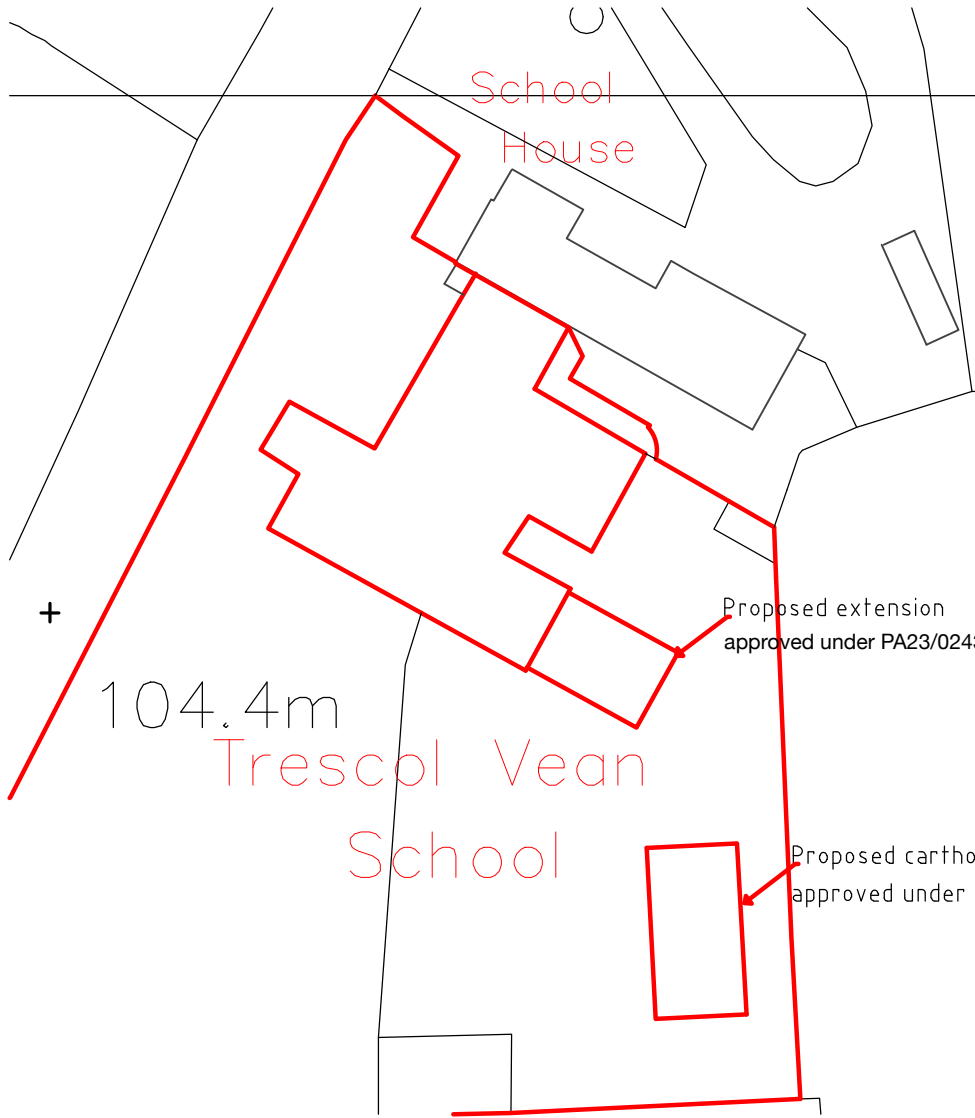 School
House
Proposed extension
approved under
104.4m
Trescol Vean
School
Proposed
approved under